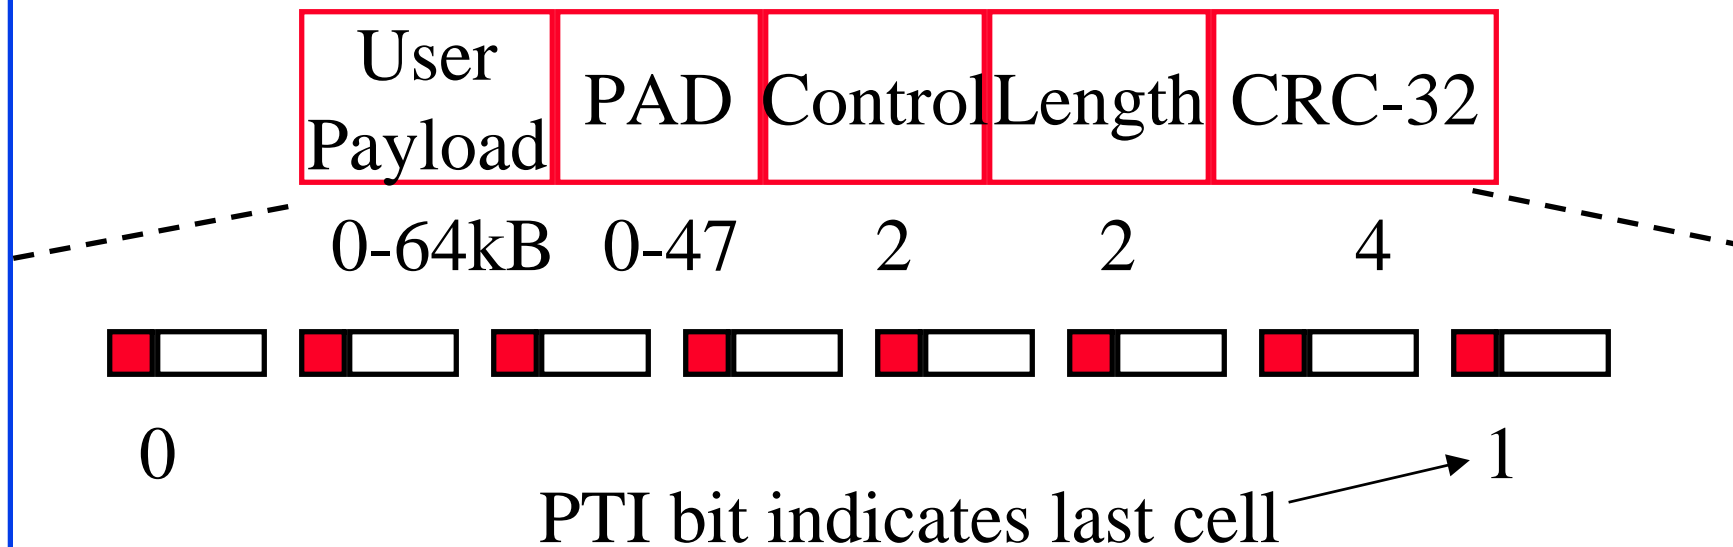 User
Payload
PAD
Control
Length
CRC-32
0-64kB
0-47
2
2
4
0
1
PTI bit indicates last cell